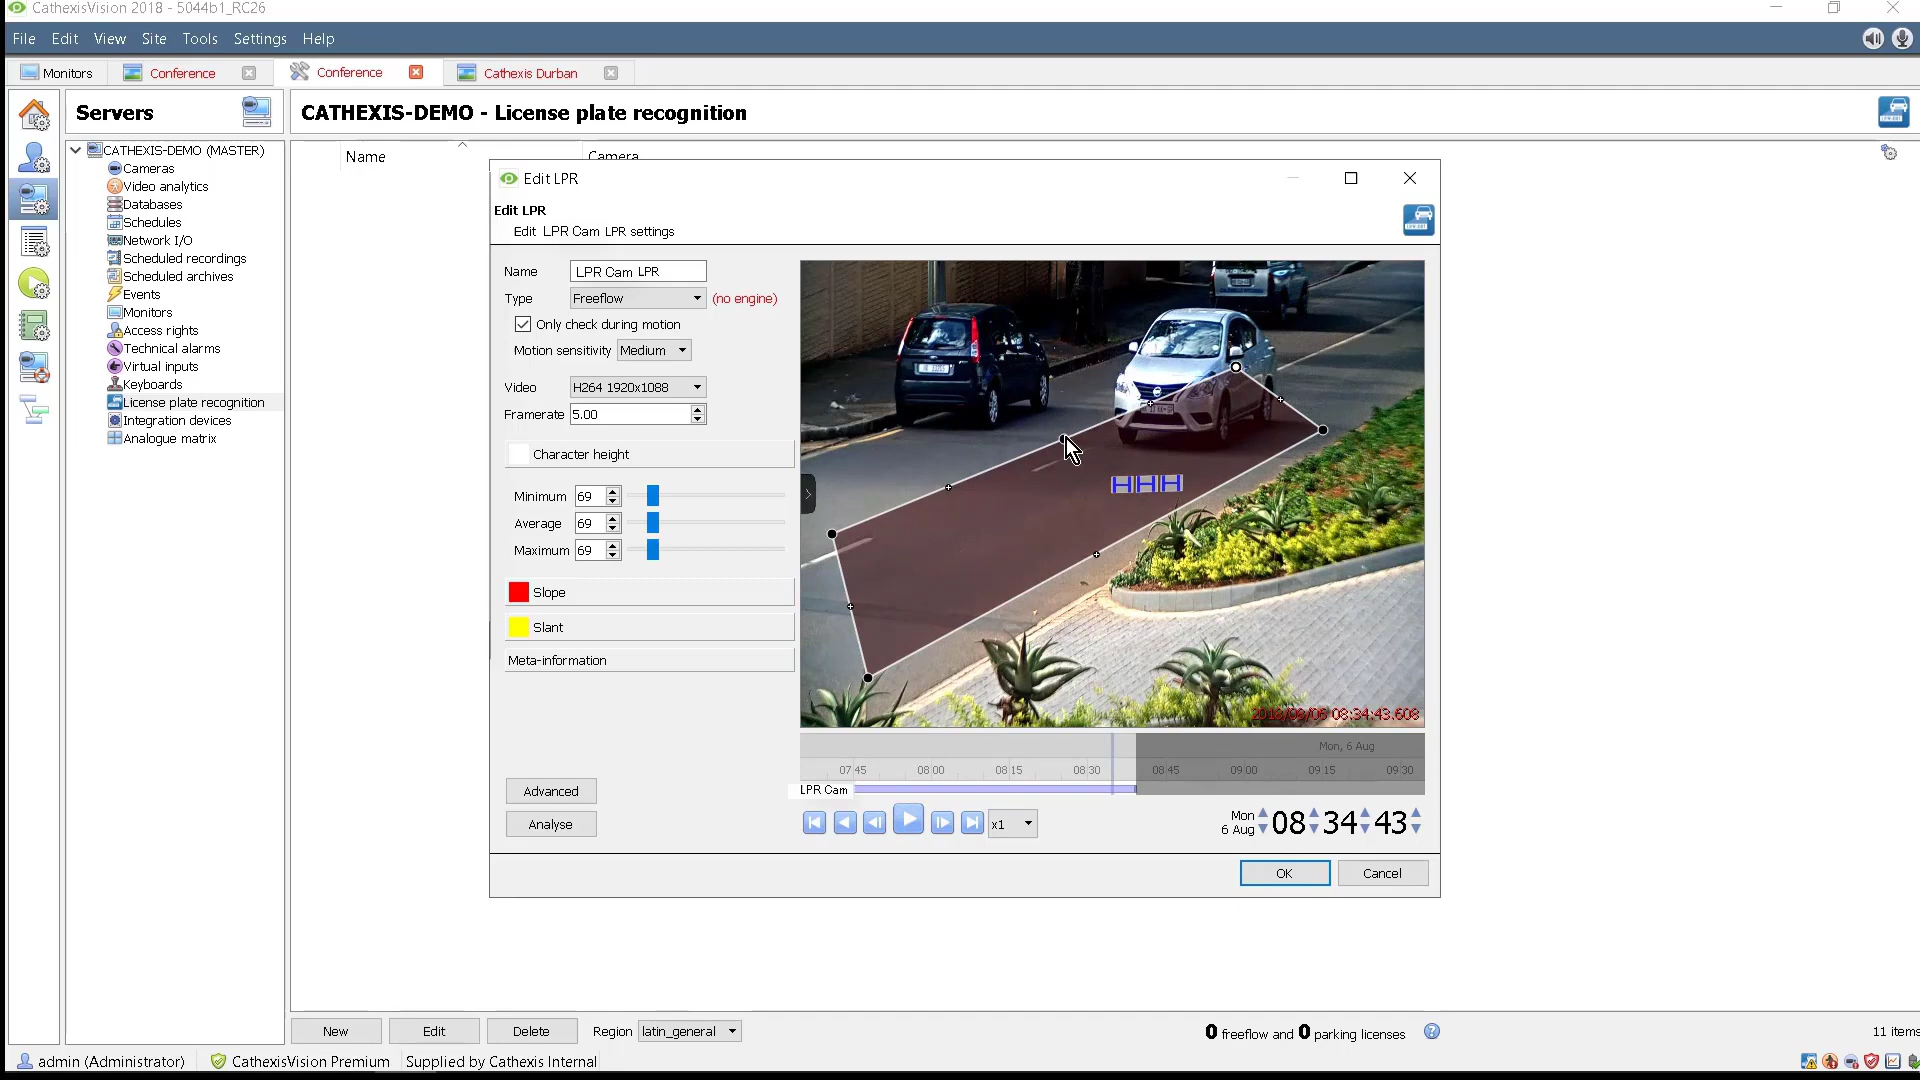 CathexisVision 2018 - 5044b1_RC26
File Edit View Site Tools Settings Help
Monitors Conference Conference Cathexis Durban
Servers
CATHEXIS-DEMO - License plate recognition
CATHEXIS-DEMO (MASTER)
Cameras
Video analytics
Databases
Schedules
Network I/O
Scheduled recordings
Scheduled archives
Events
Monitors
Access rights
Technical alarms
Virtual inputs
Keyboards
License plate recognition
Integration devices
Analogue matrix
Name Camera
Edit LPR
Edit LPR
Edit LPR Cam LPR settings
Name LPR Cam LPR
Type Freeflow (no engine)
Only check during motion
Motion sensitivity Medium
Video H264 1920x1088
Framerate 5.00
Character height
Minimum 69
Average 69
Maximum 69
Slope
Slant
Meta-information
Advanced
Analyse
HHH
2018/08/06 08:34:43.608
Mon, 6 Aug
07:45 08:00 08:15 08:30 08:45 09:00 09:15 09:30
LPR Cam
x1
Mon 6 Aug 08 34 43
OK Cancel
New Edit Delete Region latin_general
0 freeflow and 0 parking licenses
11 items
admin (Administrator) CathexisVision Premium Supplied by Cathexis Internal